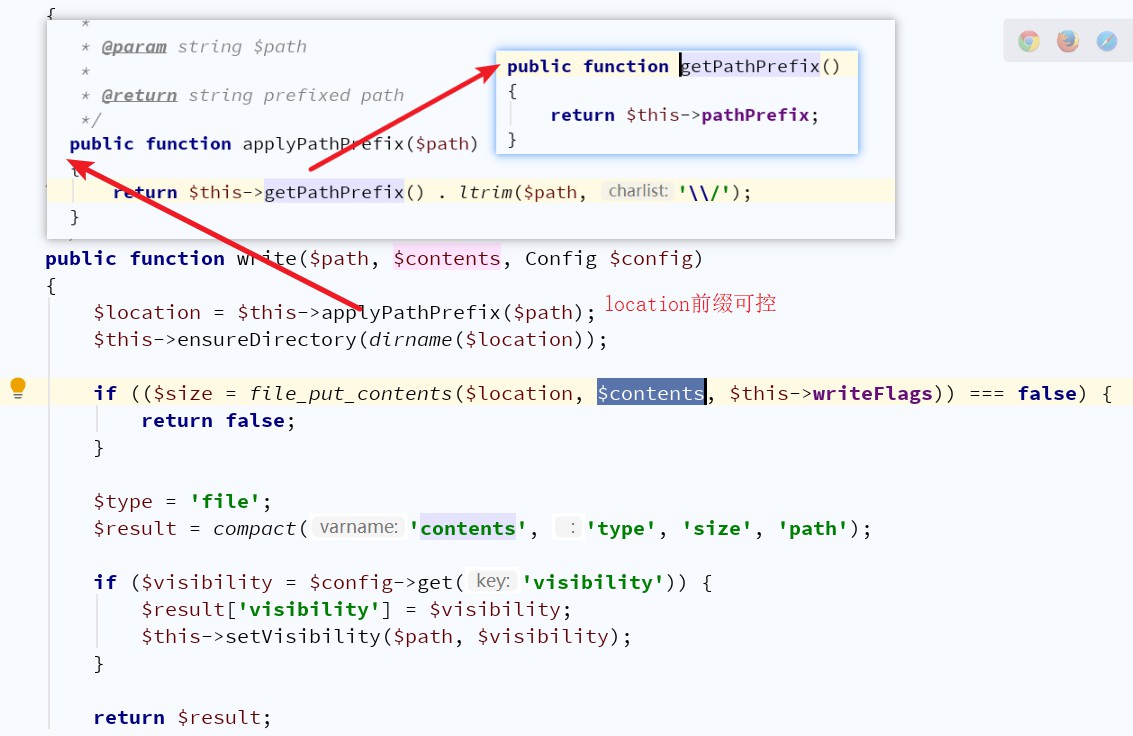 {
*
* @param string $path
*
* @return string prefixed path
*/
public function applyPathPrefix($path)
{
return $this->getPathPrefix() . ltrim($path, charlist: '\\/');
}
public function getPathPrefix()
{
return $this->pathPrefix;
}
public function write($path, $contents, Config $config)
{
$location = $this->applyPathPrefix($path); location前缀可控
$this->ensureDirectory(dirname($location));
if (($size = file_put_contents($location, $contents, $this->writeFlags)) === false) {
return false;
}
$type = 'file';
$result = compact( varname: 'contents', : 'type', 'size', 'path');
if ($visibility = $config->get( key: 'visibility')) {
$result['visibility'] = $visibility;
$this->setVisibility($path, $visibility);
}
return $result;